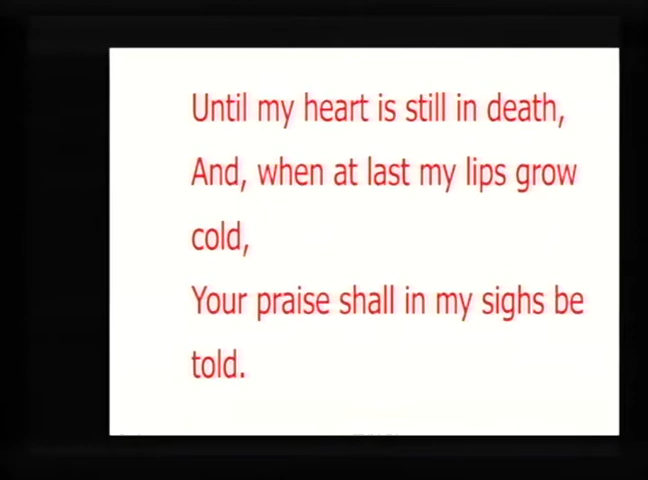 Until my heart is still in death,
And, when at last my lips grow
cold,
Your praise shall in my sighs be
told.